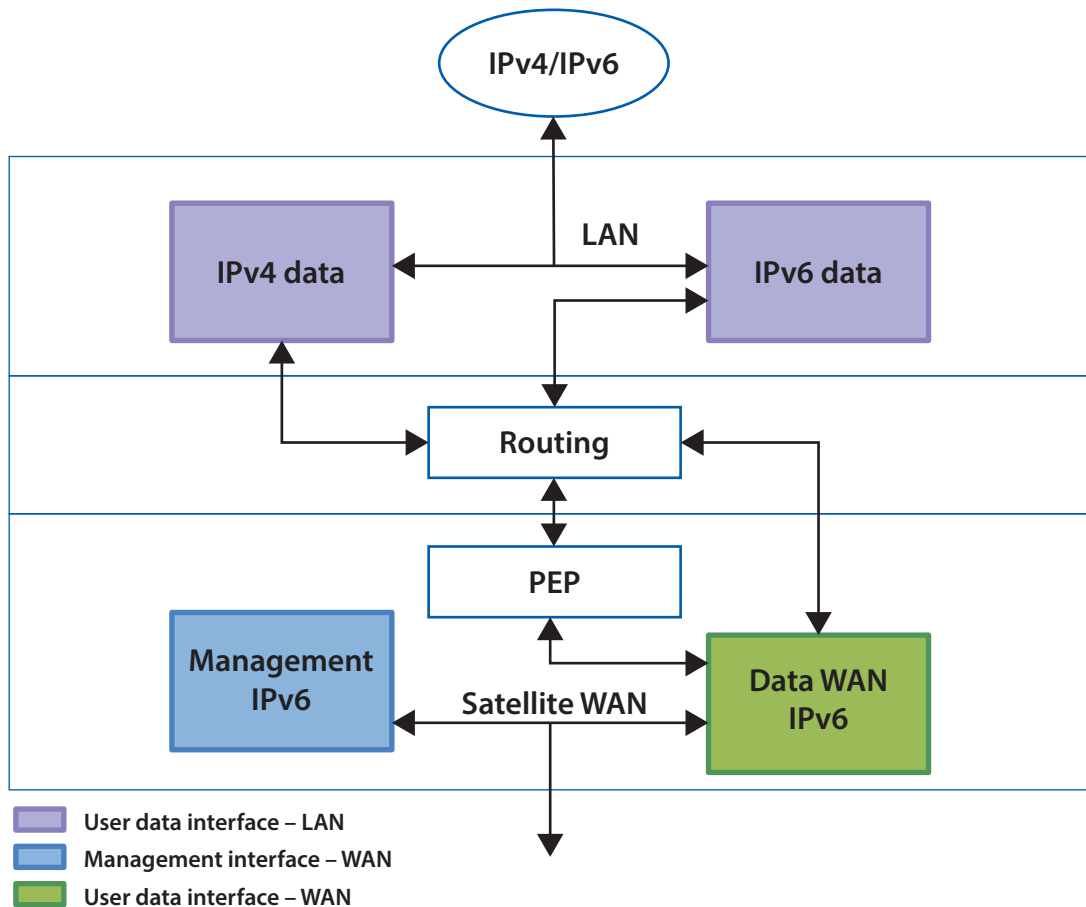 IPv4/IPv6
LAN
IPv4 data
IPv6 data
Routing
PEP
Management
IPv6
Satellite WAN
Data WAN
IPv6
User data interface – LAN
Management interface – WAN
User data interface – WAN